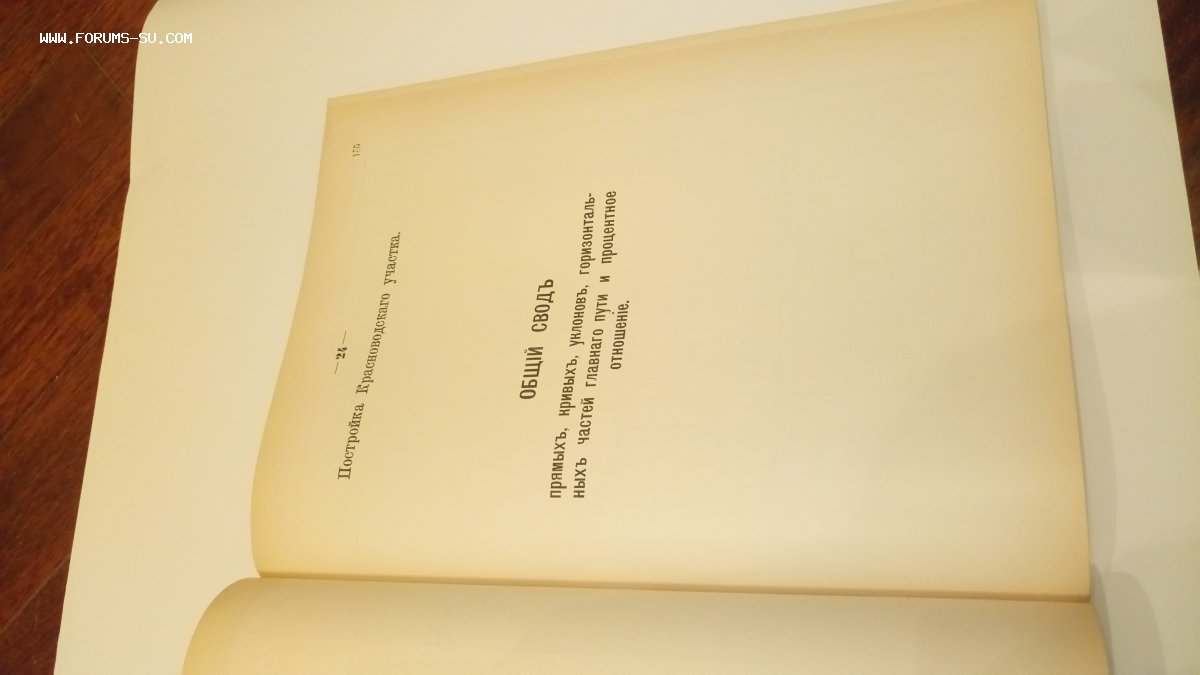 WWW.FORUMS-SU.COM
— 24 —
175
Постройка Красноводскаго участка.
ОБЩІЙ СВОДЪ
прямыхъ, кривыхъ, уклоновъ, горизонталь-
ныхъ частей главнаго пути и процентное
отношеніе.